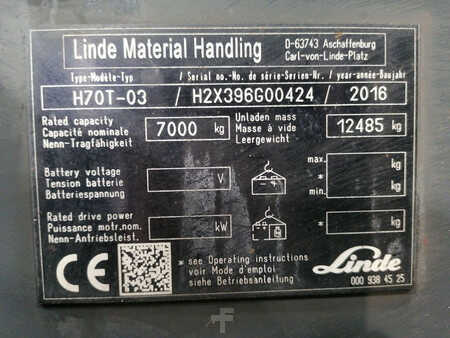 Linde Material Handling
D-63743 Aschaffenburg
Carl-von-Linde-Platz
Type-Modèle-Typ / Serial no.-No. de série-Serien-Nr. / year-année-Baujahr
H70T-03 / H2X396G00424 / 2016
Rated capacity
Capacité nominale
Nenn-Tragfähigkeit
7000 kg
Unladen mass
Masse à vide
Leergewicht
12485 kg
Battery voltage
Tension batterie
Batteriespannung
V
max.
*
min.
kg
kg
Rated drive power
Puissance motr.nom.
Nenn-Antriebsleist.
kW
*
kg
CE
* see Operating instructions
voir Mode d'emploi
siehe Betriebsanleitung
Linde
000 938 45 25